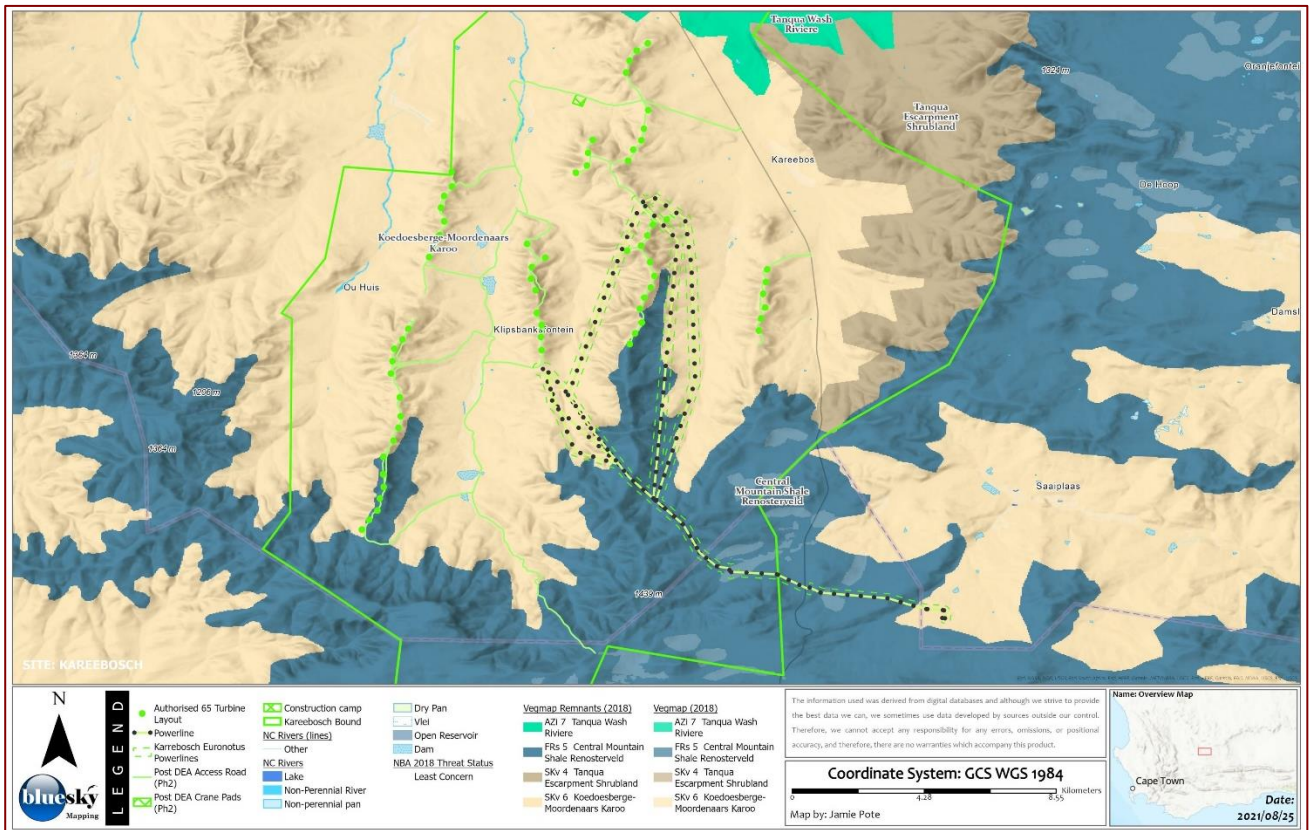 Tanqua Wash
Riviere
1324 m
Oranjefontei
Tanqua
Escarpment
Shrubland
Kareebos
De Hoop
Koedoesberge-Moordenaars
Karoo
Ou Huis
Damsl
Klipsbankfontein
1364 m
1206 m
1364 m
Central
Mountain Shale
Renosterveld
Saaiplaas
1439 m
SITE: KAREEBOSCH
N
bluesky
Mapping
LEGEND
Authorised 65 Turbine
Layout
Powerline
Karrebosch Euronotus
Powerlines
Post DEA Access Road
(Ph2)
Post DEA Crane Pads
(Ph2)
Construction camp
Kareebosch Bound
NC Rivers (lines)
Other
NC Rivers
Lake
Non-Perennial River
Non-perennial pan
Dry Pan
Vlei
Open Reservoir
Dam
NBA 2018 Threat Status
Least Concern
Vegmap Remnants (2018)
AZi 7 Tanqua Wash
Riviere
FRs 5 Central Mountain
Shale Renosterveld
SKv 4 Tanqua
Escarpment Shrubland
SKv 6 Koedoesberge-
Moordenaars Karoo
Vegmap (2018)
AZi 7 Tanqua Wash
Riviere
FRs 5 Central Mountain
Shale Renosterveld
SKv 4 Tanqua
Escarpment Shrubland
SKv 6 Koedoesberge-
Moordenaars Karoo
The information used was derived from digital databases and although we strive to provide
the best data we can, we sometimes use data developed by sources outside our control.
Therefore, we cannot accept any responsibility for any errors, omissions, or positional
accuracy, and therefore, there are no warranties which accompany this product.
Coordinate System: GCS WGS 1984
0 4.28 8.55 Kilometers
Map by: Jamie Pote
Name: Overview Map
Cape Town
Date:
2021/08/25